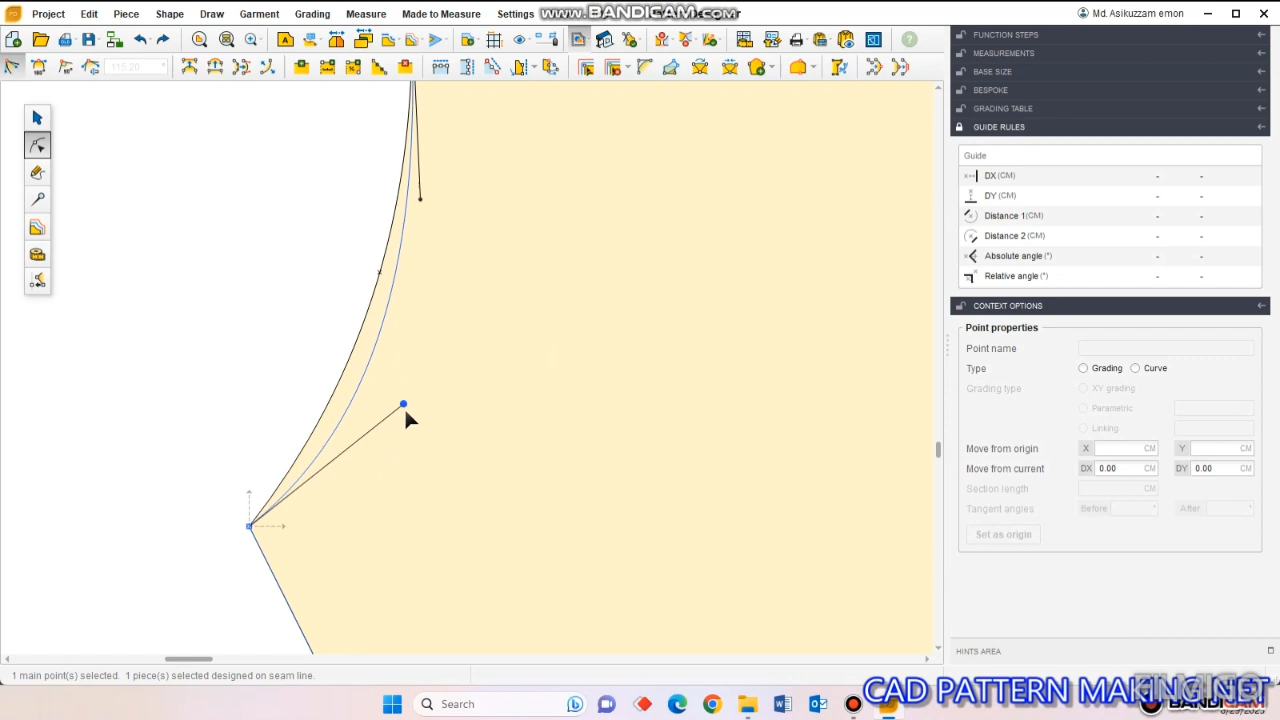 Project Edit Piece Shape Draw Garment Grading Measure Made to Measure Settings
www.BANDICAM.com
Md. Asikuzzam emon
115.20
FUNCTION STEPS
MEASUREMENTS
BASE SIZE
BESPOKE
GRADING TABLE
GUIDE RULES
Guide
DX (CM) - -
DY (CM) - -
Distance 1(CM) - -
Distance 2 (CM) - -
Absolute angle (°) - -
Relative angle (°) - -
CONTEXT OPTIONS
Point properties
Point name
Type Grading Curve
Grading type XY grading
Parametric
Linking
Move from origin X CM Y CM
Move from current DX 0.00 CM DY 0.00 CM
Section length CM
Tangent angles Before ° After °
Set as origin
HINTS AREA
1 main point(s) selected. 1 piece(s) selected designed on seam line.
Search
CAD PATTERN MAKING.NET
BANDICAM